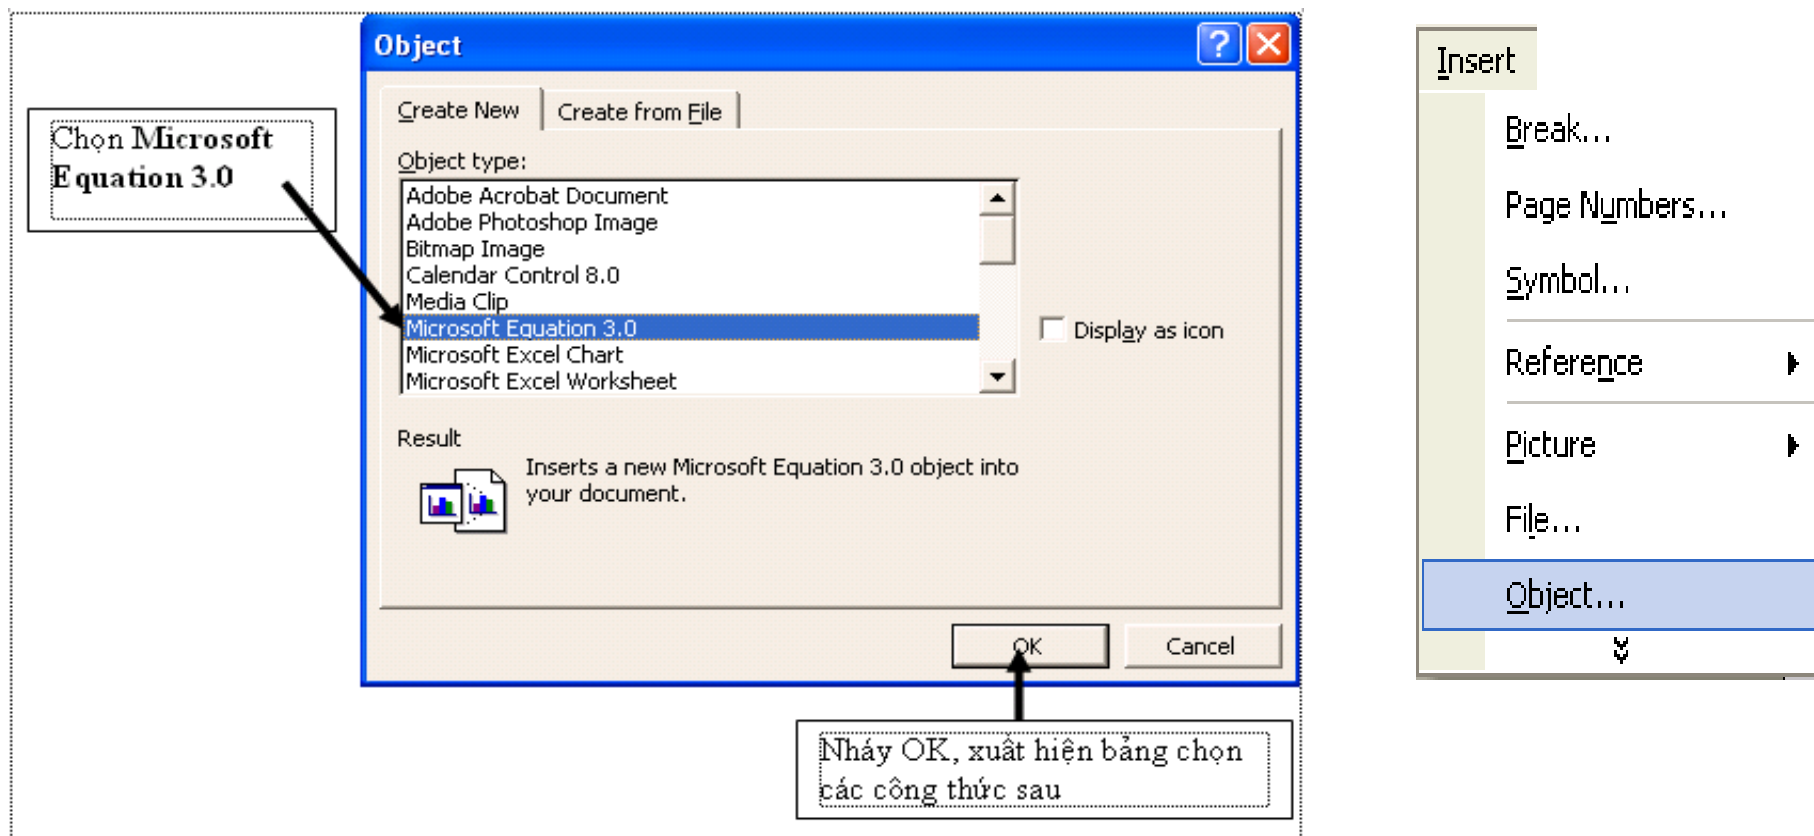 Object
Chọn Microsoft
Equation 3.0
Create New
Create from File
Object type:
Adobe Acrobat Document
Adobe Photoshop Image
Bitmap Image
Calendar Control 8.0
Media Clip
Microsoft Equation 3.0
Microsoft Excel Chart
Microsoft Excel Worksheet
Display as icon
Result
Inserts a new Microsoft Equation 3.0 object into
your document.
OK
Cancel
Nháy OK, xuất hiện bảng chọn
các công thức sau
Insert
Break...
Page Numbers...
Symbol...
Reference
Picture
File...
Object...